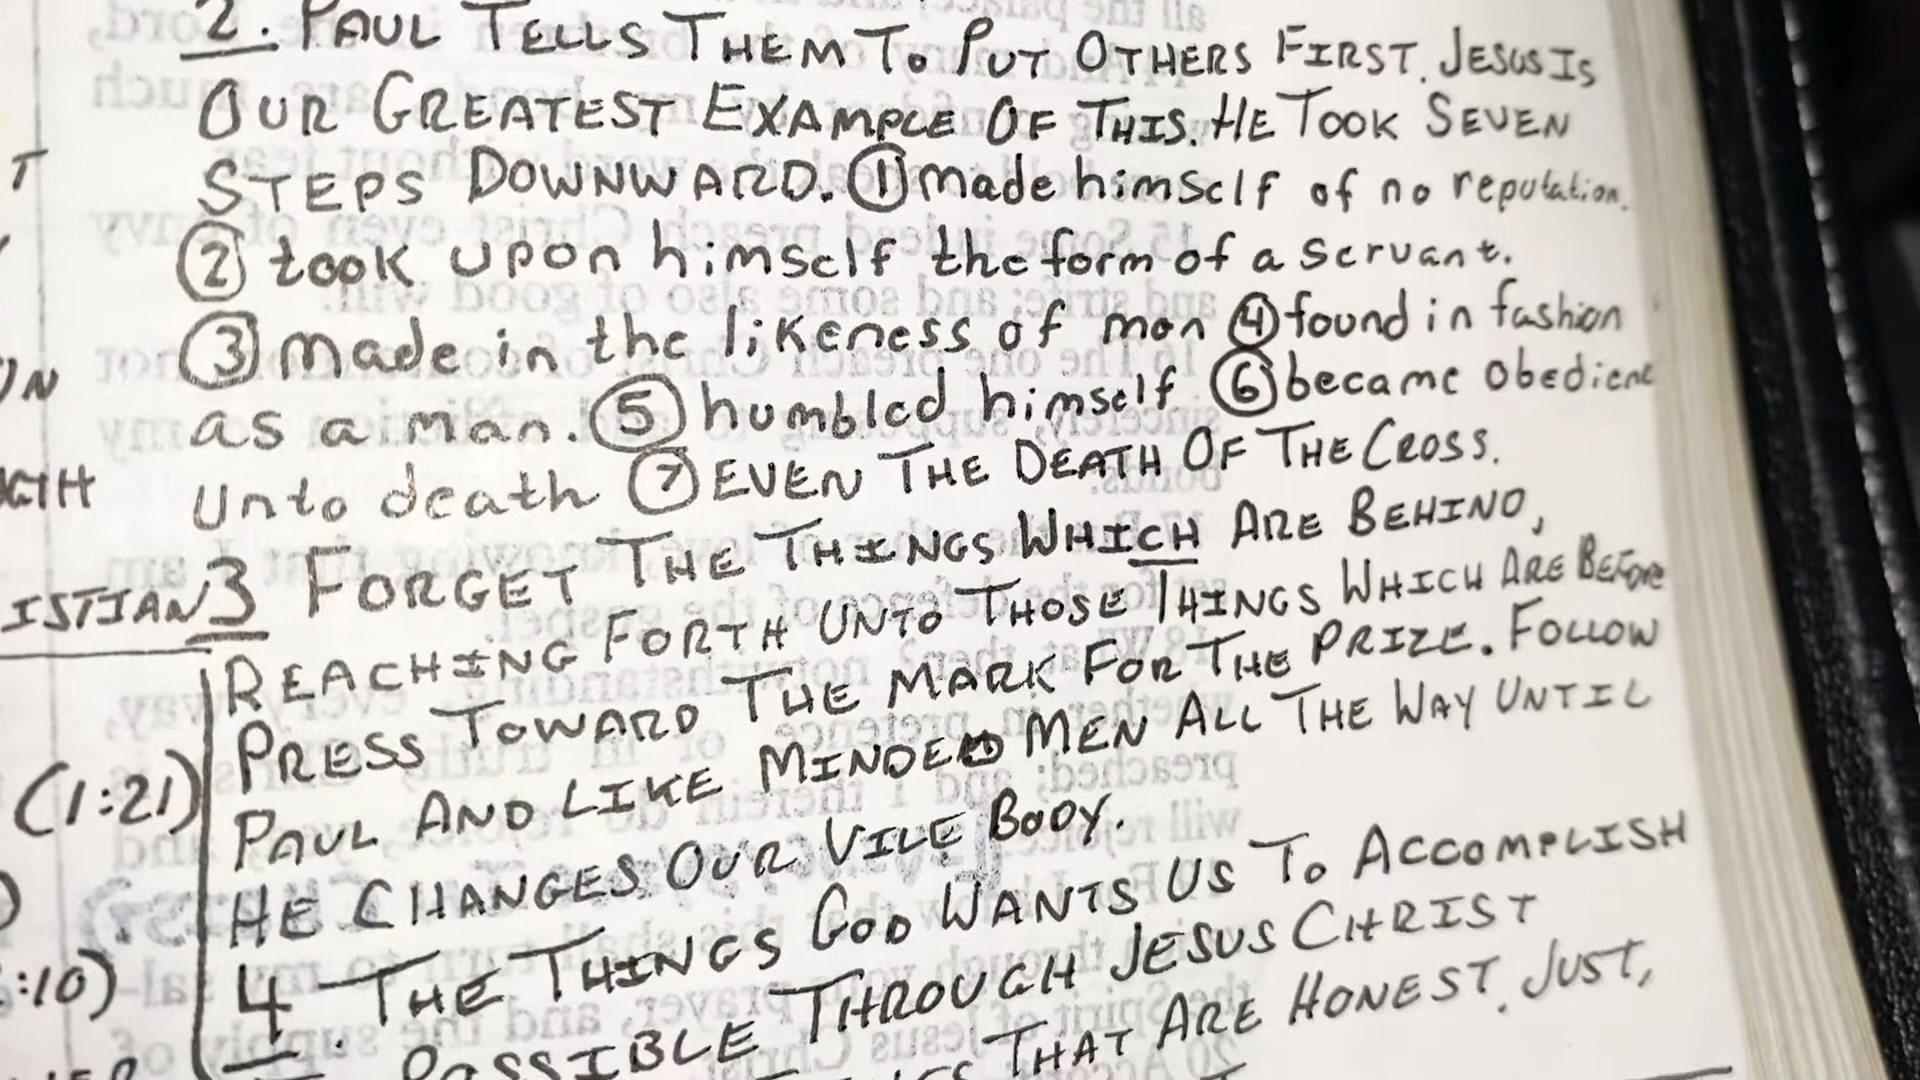 2. PAUL TELLS THEM TO PUT OTHERS FIRST. JESUS IS
OUR GREATEST EXAMPLE OF THIS. HE TOOK SEVEN
STEPS DOWNWARD. ① made himself of no reputation.
② took upon himself the form of a servant.
③ made in the likeness of men ④ found in fashion
as a man. ⑤ humbled himself ⑥ became obedient
unto death ⑦ EVEN THE DEATH OF THE CROSS.
3 FORGET THE THINGS WHICH ARE BEHIND,
REACHING FORTH UNTO THOSE THINGS WHICH ARE BEFORE
PRESS TOWARD THE MARK FOR THE PRIZE. FOLLOW
PAUL AND LIKE MINDED MEN ALL THE WAY UNTIL
HE CHANGES OUR VILE BODY.
4. THE THINGS GOD WANTS US TO ACCOMPLISH
POSSIBLE THROUGH JESUS CHRIST
THAT ARE HONEST, JUST,
T
ON
GTH
ISTIAN
(1:21)
:10)